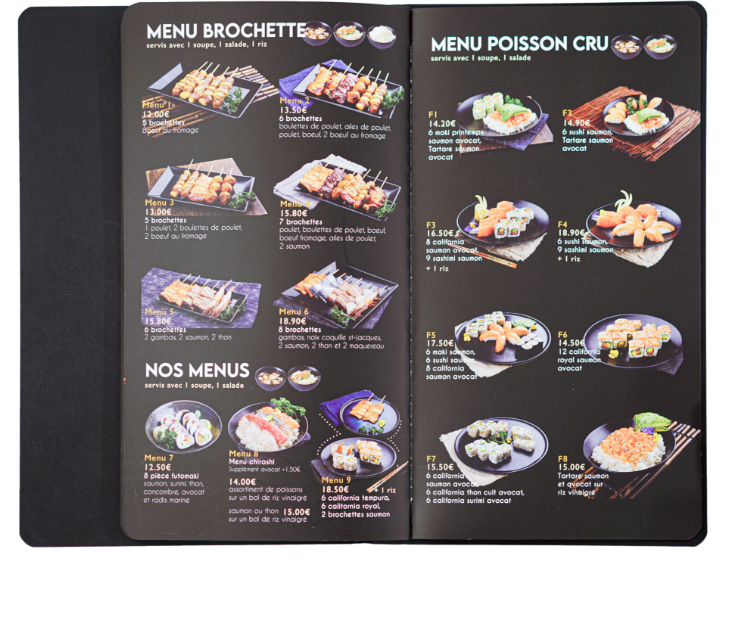 MENU BROCHETTE
servis avec 1 soupe, 1 salade, 1 riz
Menu 1
12.00€
5 brochettes
boeuf au fromage
Menu 2
13.50€
6 brochettes
boulettes de poulet, ailes de poulet,
poulet, boeuf, 2 boeuf au fromage
Menu 3
13.00€
5 brochettes
1 poulet, 2 boulettes de poulet,
2 boeuf au fromage
Menu
15.80€
7 brochettes
poulet, boulettes de poulet, boeuf,
boeuf fromage, ailes de poulet,
2 saumon
Menu 5
15.80€
6 brochettes
2 gambas, 2 saumon, 2 thon
Menu 6
18.90€
8 brochettes
gambas, noix coquille st-jacques,
2 saumon, 2 thon et 2 maquereau
NOS MENUS
servis avec 1 soupe, 1 salade
Menu 7
12.50€
8 pièce futomaki
saumon, surimi, thon,
concombre, avocat
et radis marine
Menu 8
Menu chirashi
Supplement avocat +1.50€
14.00€
assortiment de poissons
sur un bol de riz vinaigré
saumon ou thon 15.00€
sur un bol de riz vinaigré
Menu 9
18.50€ + 1 riz
6 california tempura,
6 california royal,
2 brochettes saumon
MENU POISSON CRU
servis avec 1 soupe, 1 salade
F1
14.20€
6 maki printemps
saumon avocat,
Tartare saumon
avocat
F2
14.90€
6 sushi saumon,
Tartare saumon
avocat
F3
16.50€
8 california
saumon avocat,
9 sashimi saumon
+ 1 riz
F4
18.90€
6 sushi saumon,
9 sashimi saumon
+ 1 riz
F5
17.50€
6 maki saumon,
6 sushi saumon,
8 california
saumon avocat
F6
14.50€
12 california
royal saumon
avocat
F7
15.50€
6 california
saumon avocat,
6 california thon cuit avocat,
6 california surimi avocat
F8
15.00€
Tartare saumon
et avocat sur
riz vinaigré